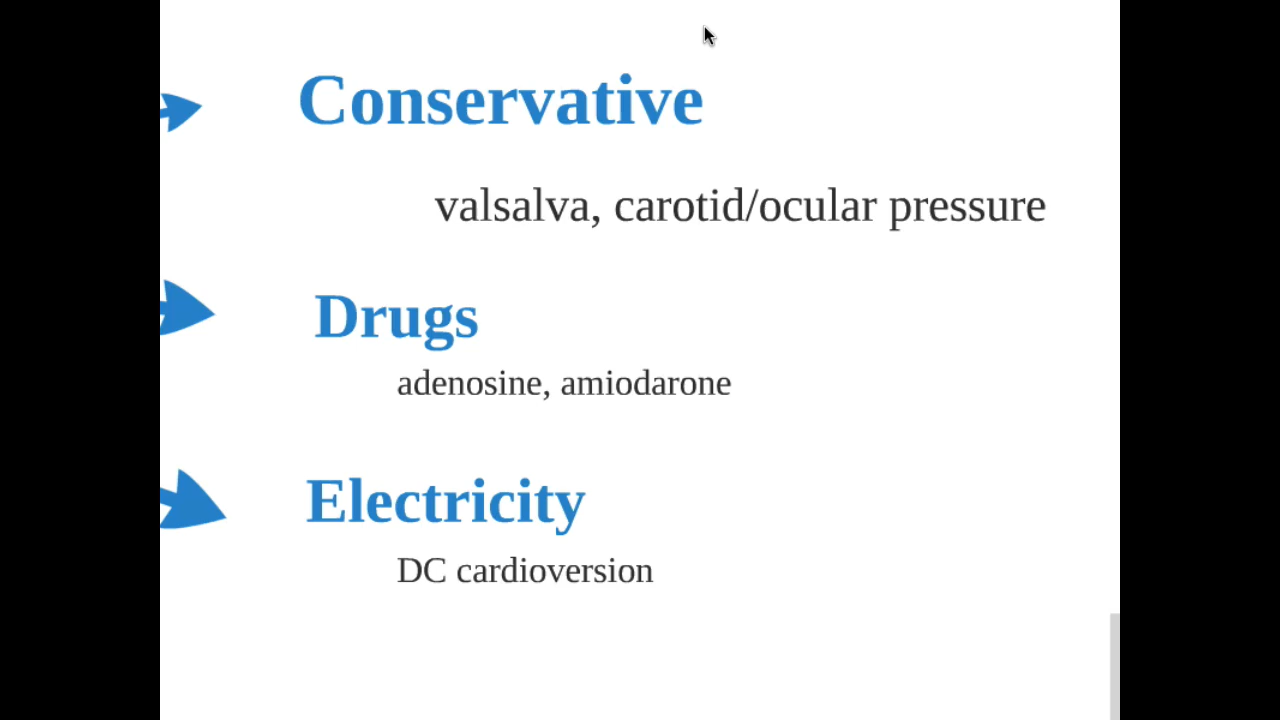 Conservative
valsalva, carotid/ocular pressure
Drugs
adenosine, amiodarone
Electricity
DC cardioversion